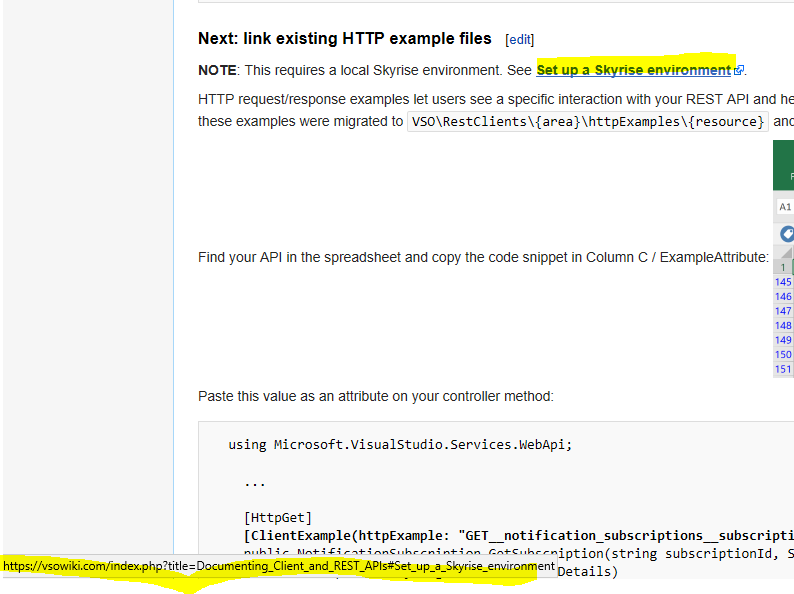 Next: link existing HTTP example files [edit]
NOTE: This requires a local Skyrise environment. See Set up a Skyrise environment.
HTTP request/response examples let users see a specific interaction with your REST API and he
these examples were migrated to VSO\RestClients\{area}\httpExamples\{resource} and
A1
Find your API in the spreadsheet and copy the code snippet in Column C / ExampleAttribute:
1
145
146
147
148
149
150
151
Paste this value as an attribute on your controller method:
using Microsoft.VisualStudio.Services.WebApi;
...
[HttpGet]
[ClientExample(httpExample: "GET__notification_subscriptions__subscripti
public NotificationSubscription GetSubscription(string subscriptionId, S
https://vsowiki.com/index.php?title=Documenting_Client_and_REST_APIs#Set_up_a_Skyrise_environment Details)